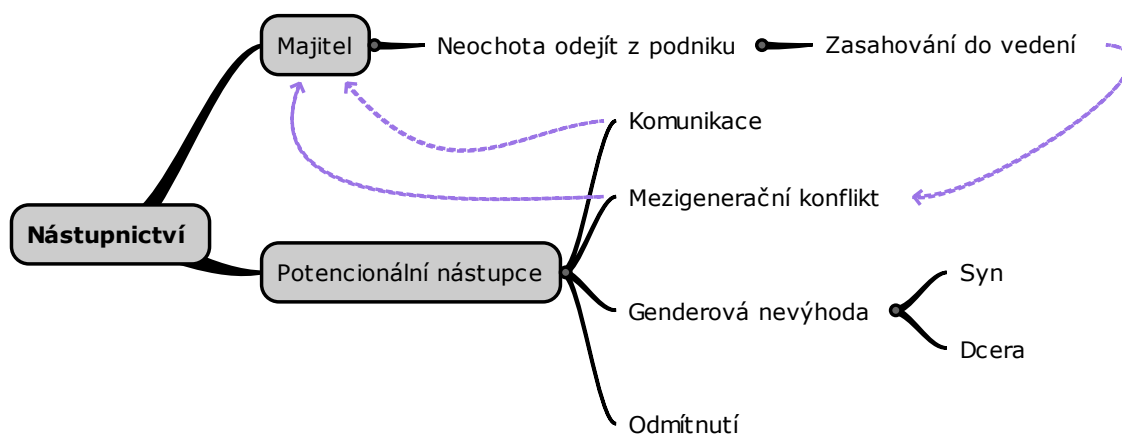 Majitel
Neochota odejít z podniku
Zasahování do vedení
Komunikace
Mezigenerační konflikt
Nástupnictví
Potencionální nástupce
Syn
Genderová nevýhoda
Dcera
Odmítnutí